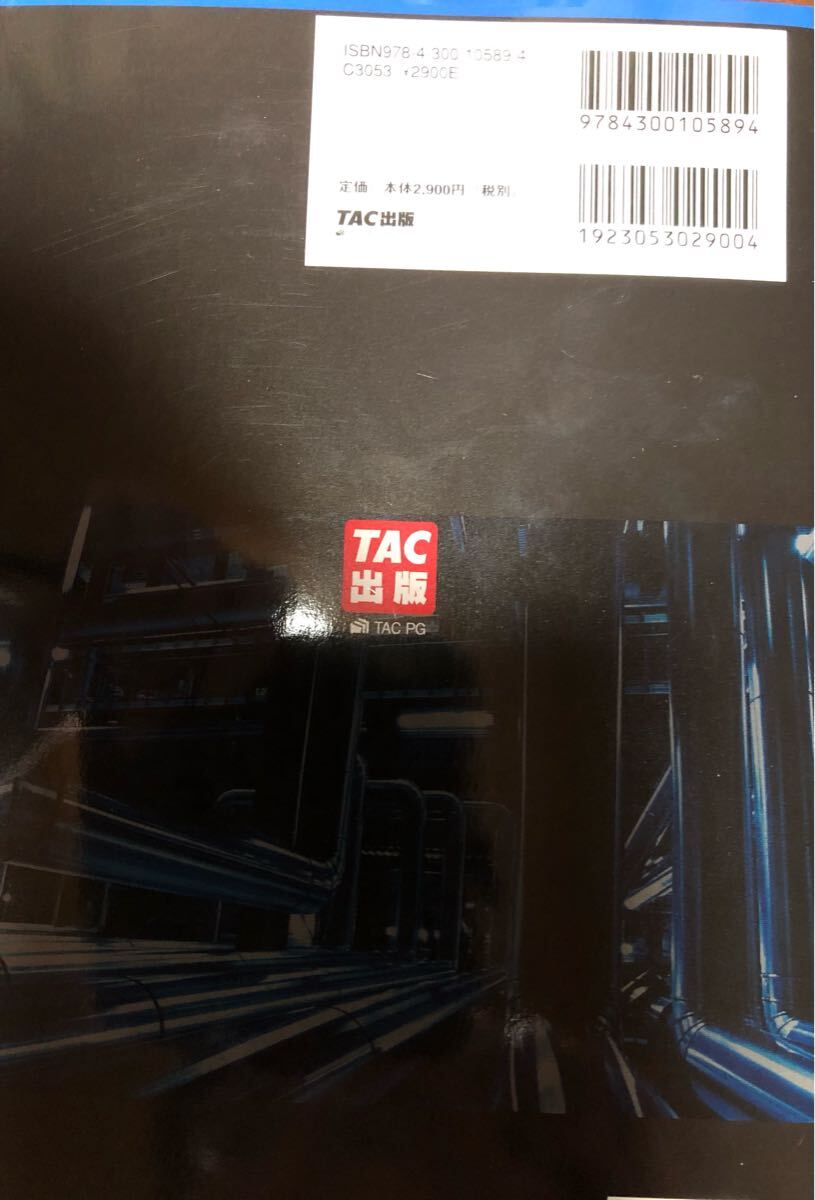 ISBN978-4-300-10589-4
C3053 ¥2900E
9784300105894
定価 本体2,900円 税別
TAC出版
1923053029004
TAC
出版
TAC PG